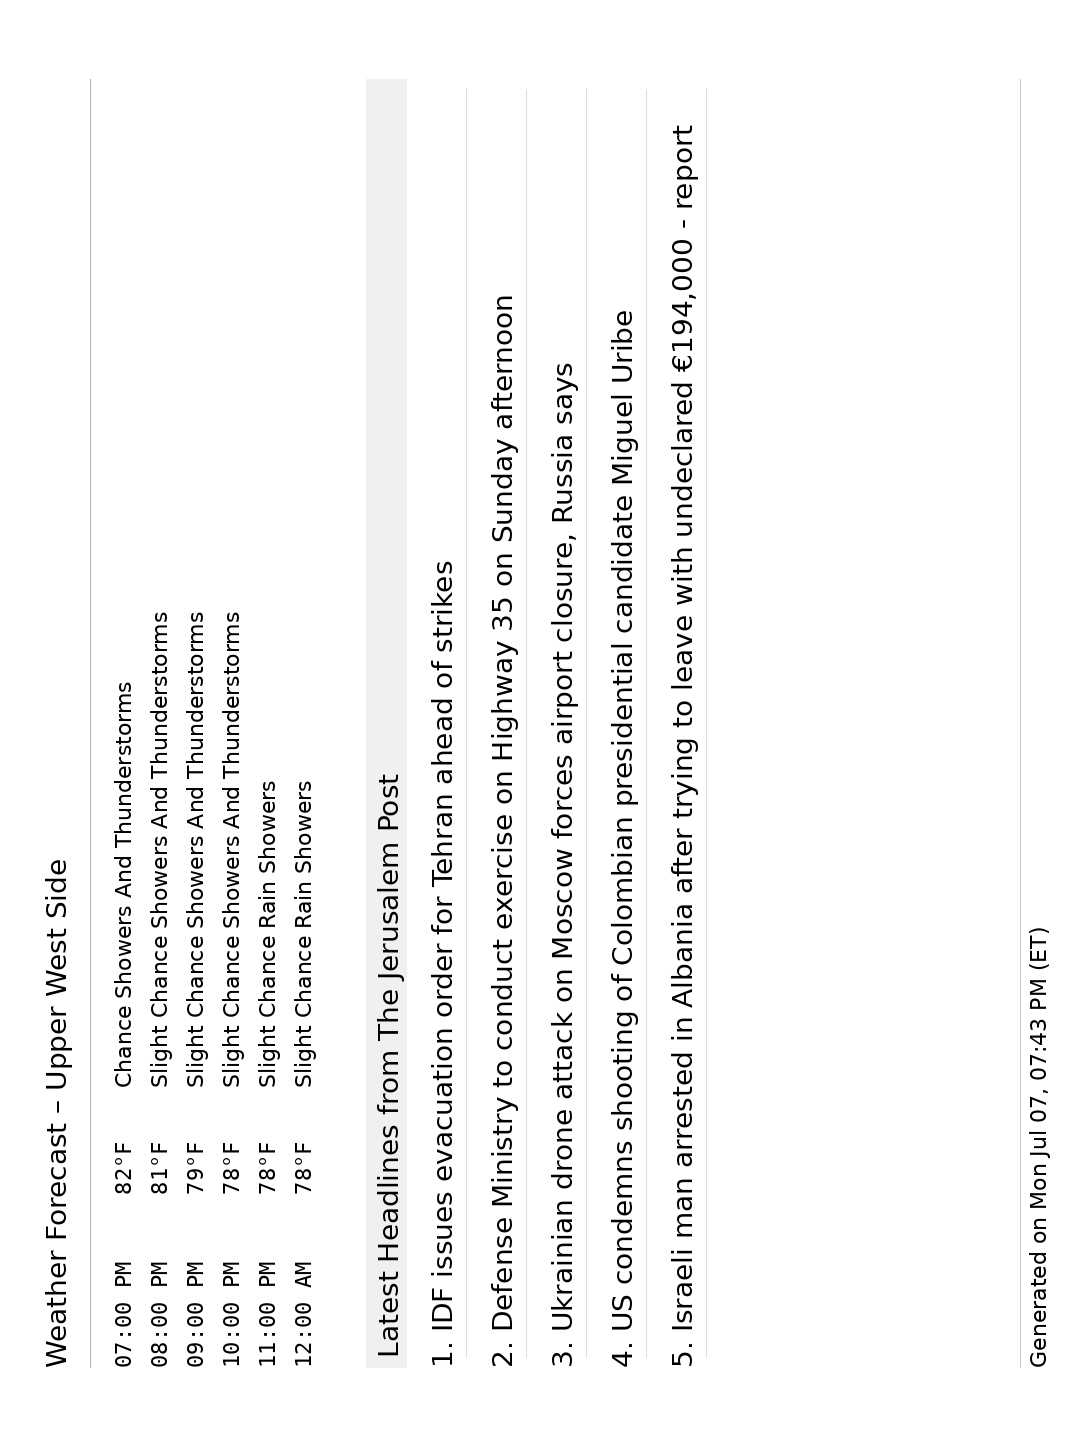 Weather Forecast – Upper West Side
07:00 PM 82°F Chance Showers And Thunderstorms
08:00 PM 81°F Slight Chance Showers And Thunderstorms
09:00 PM 79°F Slight Chance Showers And Thunderstorms
10:00 PM 78°F Slight Chance Showers And Thunderstorms
11:00 PM 78°F Slight Chance Rain Showers
12:00 AM 78°F Slight Chance Rain Showers
Latest Headlines from The Jerusalem Post
1. IDF issues evacuation order for Tehran ahead of strikes
2. Defense Ministry to conduct exercise on Highway 35 on Sunday afternoon
3. Ukrainian drone attack on Moscow forces airport closure, Russia says
4. US condemns shooting of Colombian presidential candidate Miguel Uribe
5. Israeli man arrested in Albania after trying to leave with undeclared €194,000 - report
Generated on Mon Jul 07, 07:43 PM (ET)